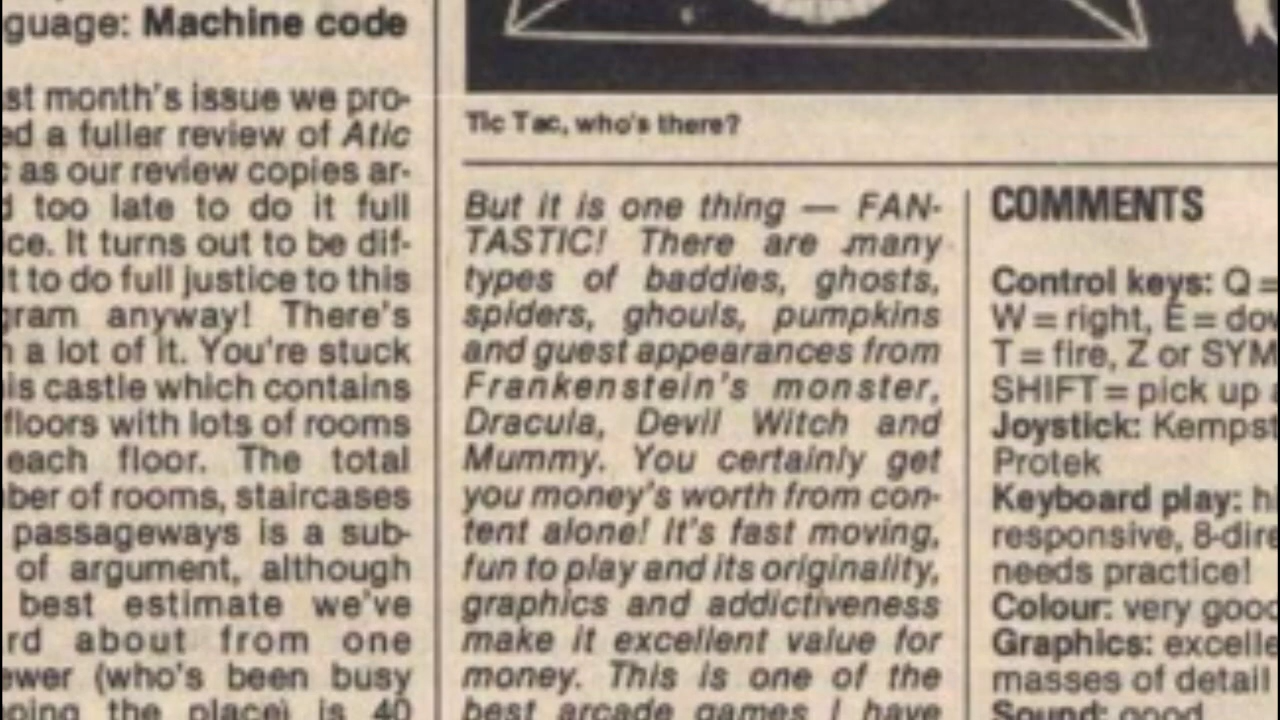 guage: Machine code
st month's issue we pro-
ed a fuller review of Atic
c as our review copies ar-
d too late to do it full
ce. It turns out to be dif-
lt to do full justice to this
gram anyway! There's
n a lot of it. You're stuck
his castle which contains
floors with lots of rooms
each floor. The total
ber of rooms, staircases
passageways is a sub-
of argument, although
best estimate we've
rd about from one
ewer (who's been busy
ping the place) is 40
Tic Tac, who's there?
But it is one thing — FAN-
TASTIC! There are many
types of baddies, ghosts,
spiders, ghouls, pumpkins
and guest appearances from
Frankenstein's monster,
Dracula, Devil Witch and
Mummy. You certainly get
you money's worth from con-
tent alone! It's fast moving,
fun to play and its originality,
graphics and addictiveness
make it excellent value for
money. This is one of the
best arcade games I have
COMMENTS
Control keys: Q =
W = right, E = dow
T = fire, Z or SYM
SHIFT = pick up a
Joystick: Kempst
Protek
Keyboard play: hi
responsive, 8-dire
needs practice!
Colour: very good
Graphics: excelle
masses of detail
Sound: good